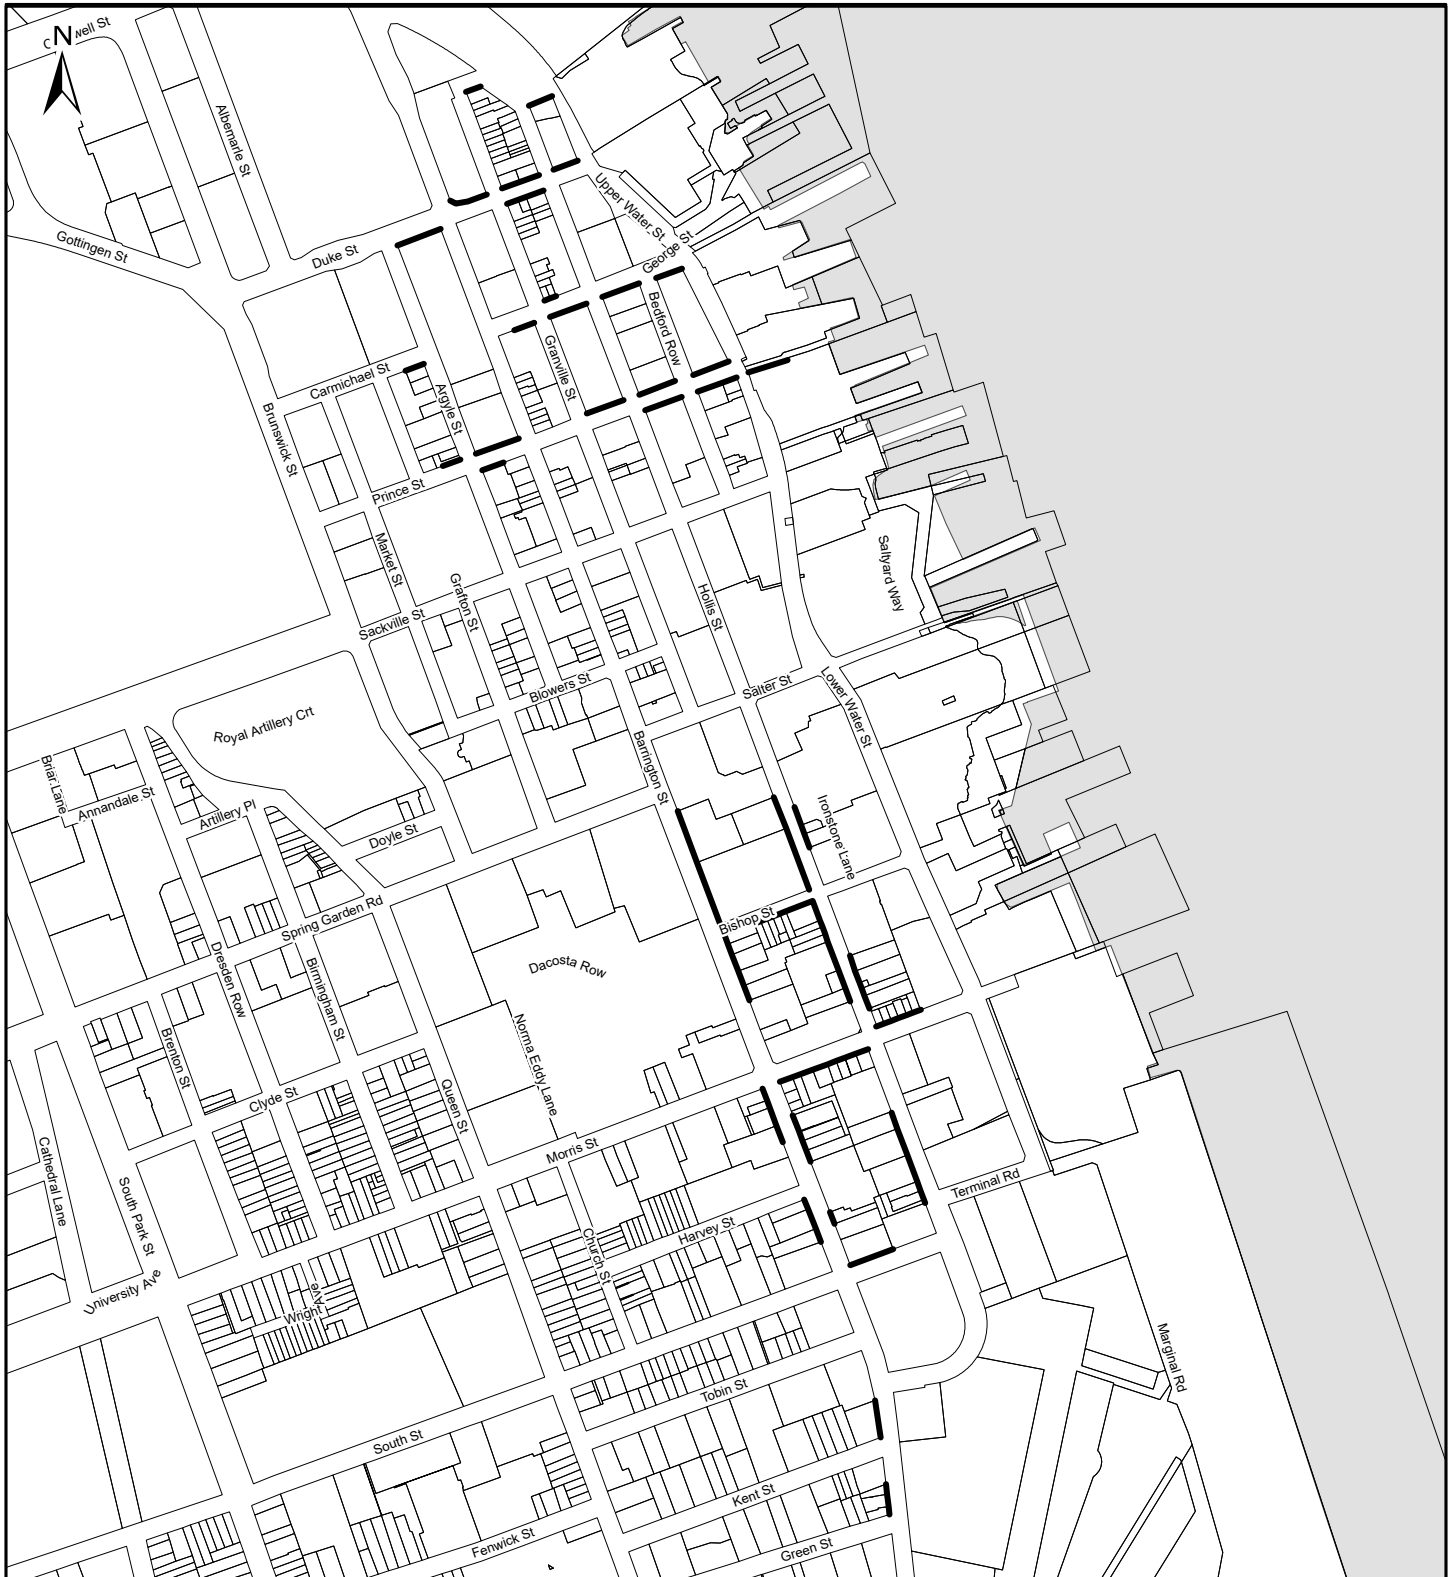 N
Albemarle St
Gottingen St
Duke St
Upper Water St
George St
Bedford Row
Granville St
Carmichael St
Argyle St
Brunswick St
Prince St
Market St
Grafton St
Sackville St
Hollis St
Saltyard Way
Blowers St
Salter St
Lower Water St
Royal Artillery Crt
Barrington St
Briar Lane
Annandale St
Artillery Pl
Doyle St
Ironstone Lane
Spring Garden Rd
Bishop St
Dresden Row
Birmingham St
Dacosta Row
Brenton St
Norma Eddy Lane
Clyde St
Queen St
Morris St
Cathedral Lane
South Park St
Terminal Rd
Harvey St
Church St
University Ave
Wright Ave
Marginal Rd
Tobin St
South St
Kent St
Fenwick St
Green St